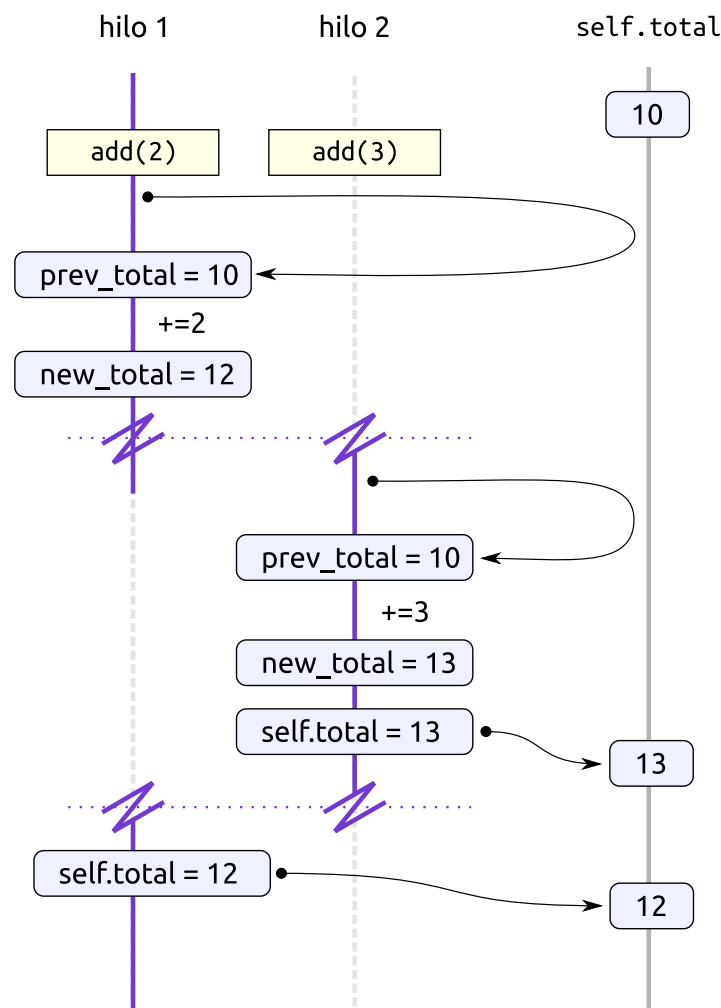 hilo 1
hilo 2
self.total
10
add(2)
add(3)
prev_total = 10
+=2
new_total = 12
prev_total = 10
+=3
new_total = 13
self.total = 13
13
self.total = 12
12